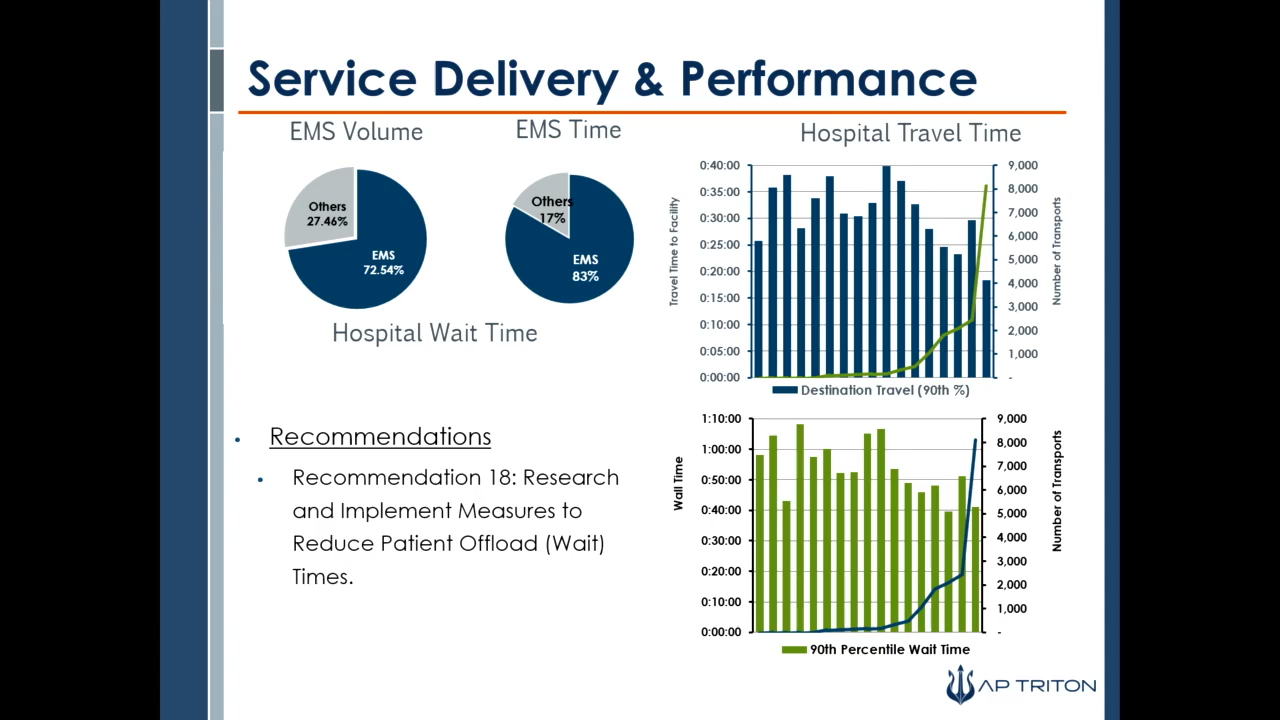 Service Delivery & Performance
EMS Volume
EMS Time
Hospital Travel Time
Others
27.46%
EMS
72.54%
Others
17%
EMS
83%
Travel Time to Facility
0:40:00
0:35:00
0:30:00
0:25:00
0:20:00
0:15:00
0:10:00
0:05:00
0:00:00
9,000
8,000
7,000
6,000
5,000
4,000
3,000
2,000
1,000
-
Number of Transports
Destination Travel (90th %)
Hospital Wait Time
• Recommendations
• Recommendation 18: Research
and Implement Measures to
Reduce Patient Offload (Wait)
Times.
Wait Time
1:10:00
1:00:00
0:50:00
0:40:00
0:30:00
0:20:00
0:10:00
0:00:00
9,000
8,000
7,000
6,000
5,000
4,000
3,000
2,000
1,000
-
Number of Transports
90th Percentile Wait Time
AP TRITON